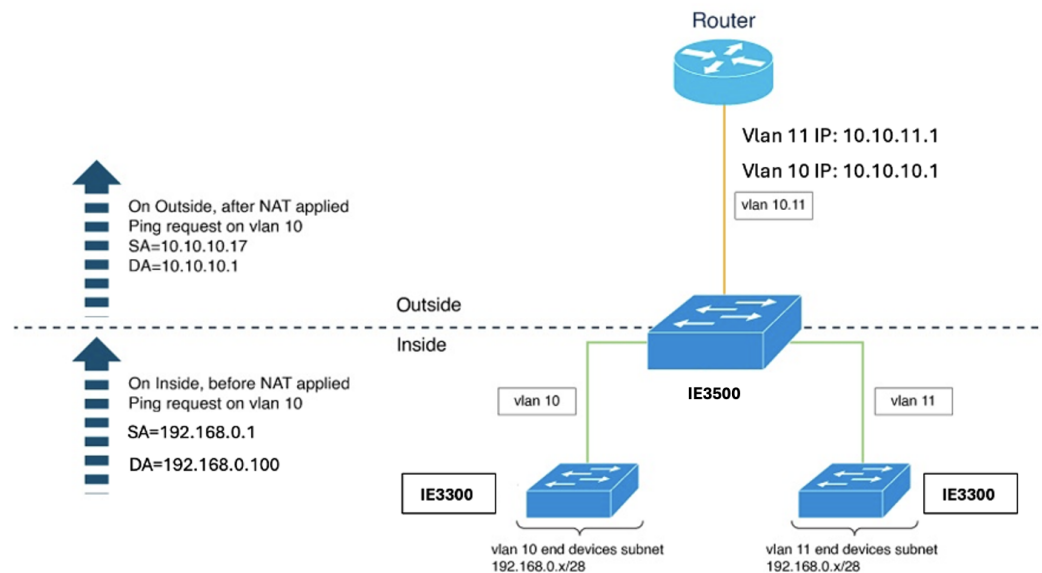 Router
Vlan 11 IP: 10.10.11.1
Vlan 10 IP: 10.10.10.1
vlan 10.11
On Outside, after NAT applied
Ping request on vlan 10
SA=10.10.10.17
DA=10.10.10.1
Outside
Inside
On Inside, before NAT applied
Ping request on vlan 10
SA=192.168.0.1
DA=192.168.0.100
IE3500
vlan 10
vlan 11
IE3300
IE3300
vlan 10 end devices subnet
192.168.0.x/28
vlan 11 end devices subnet
192.168.0.x/28